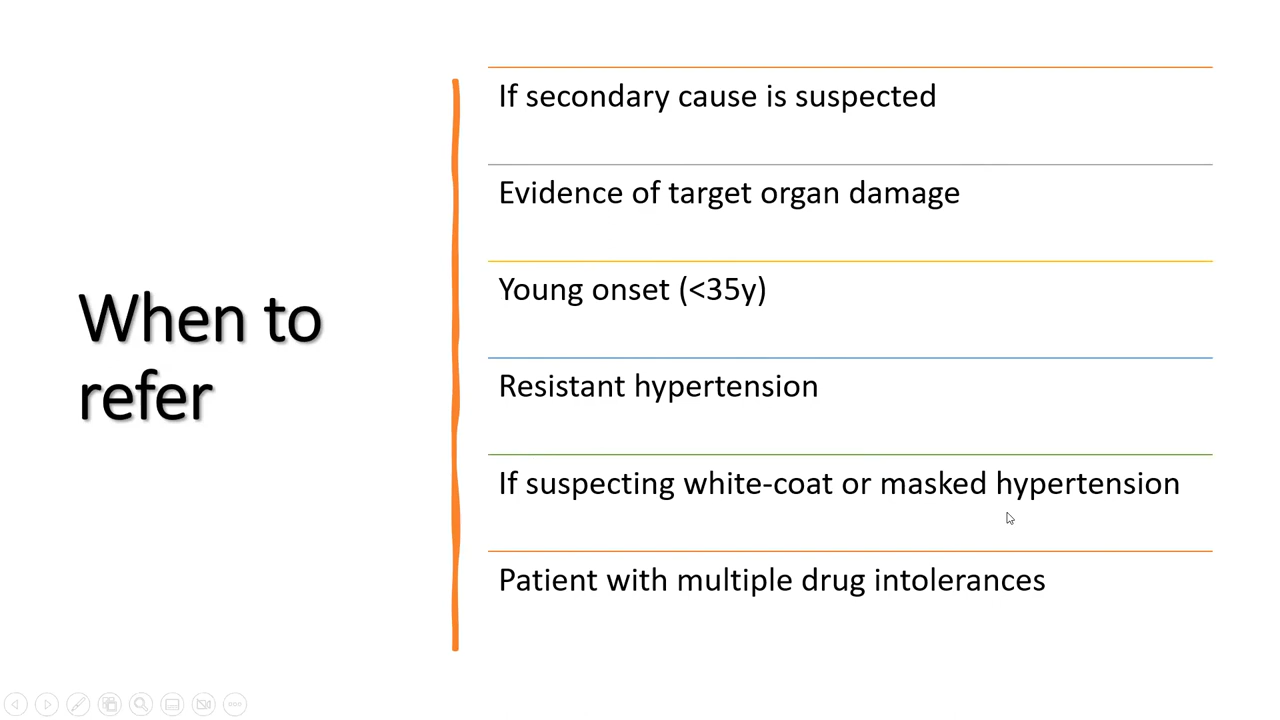 When to
refer
If secondary cause is suspected
Evidence of target organ damage
Young onset (<35y)
Resistant hypertension
If suspecting white-coat or masked hypertension
Patient with multiple drug intolerances